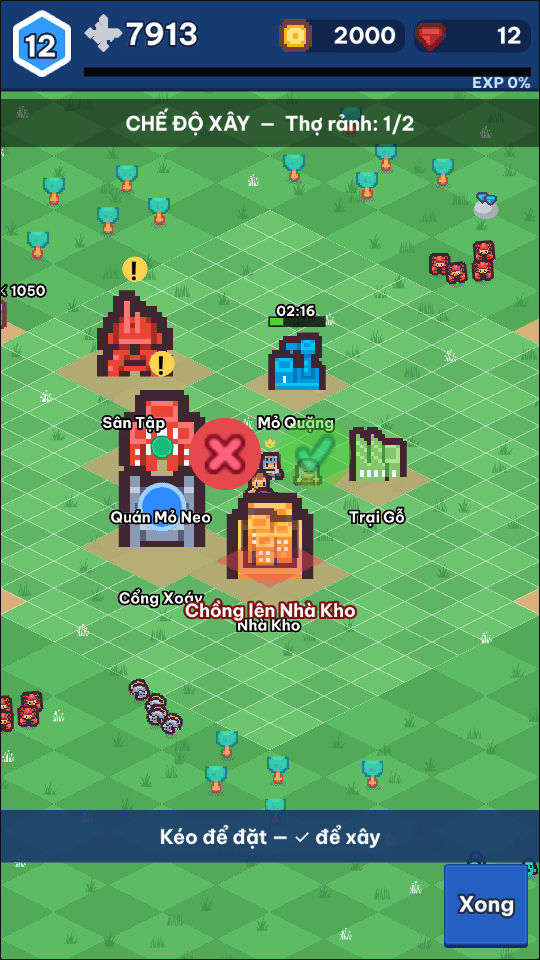 12
7913
2000
12
EXP 0%
CHẾ ĐỘ XÂY — Thợ rảnh: 1/2
!
1050
02:16
!
Sân Tập
Mỏ Quặng
Quán Mỏ Neo
Trại Gỗ
Cổng Xoáy
Chồng lên Nhà Kho
Nhà Kho
Kéo để đặt — ✓ để xây
Xong